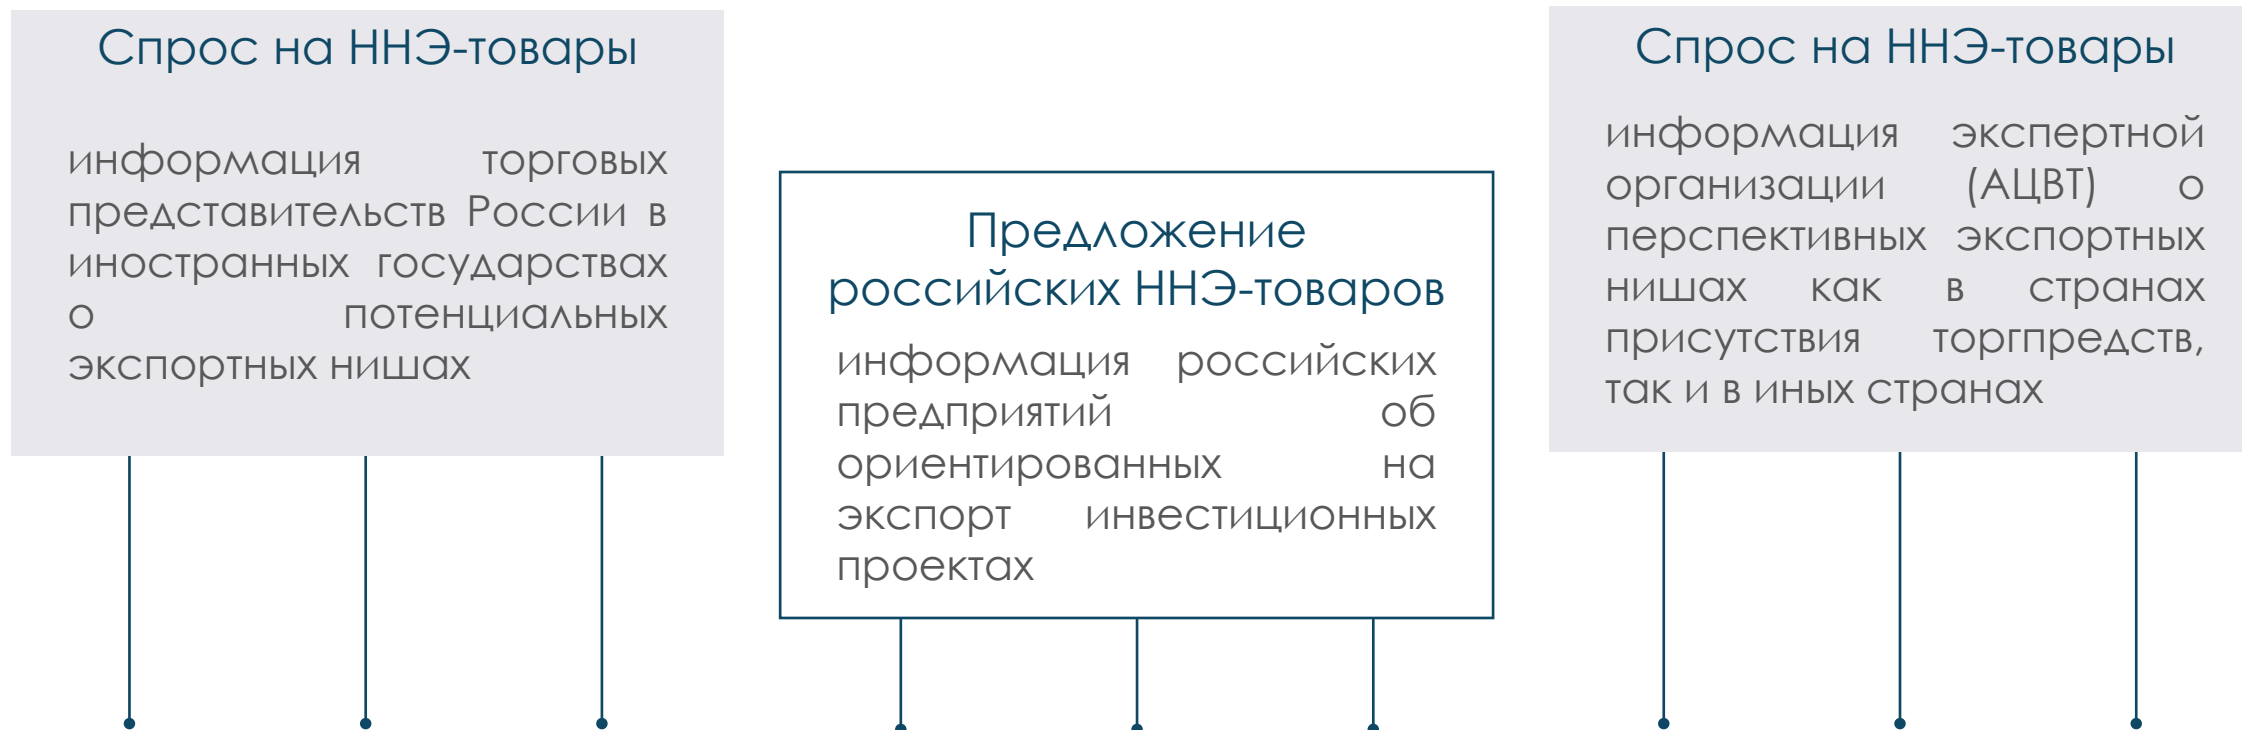 Спрос на ННЭ-товары
информация торговых
представительств России в
иностранных государствах
о потенциальных
экспортных нишах
Предложение
российских ННЭ-товаров
информация российских
предприятий об
ориентированных на
экспорт инвестиционных
проектах
Спрос на ННЭ-товары
информация экспертной
организации (АЦВТ) о
перспективных экспортных
нишах как в странах
присутствия торгпредств,
так и в иных странах